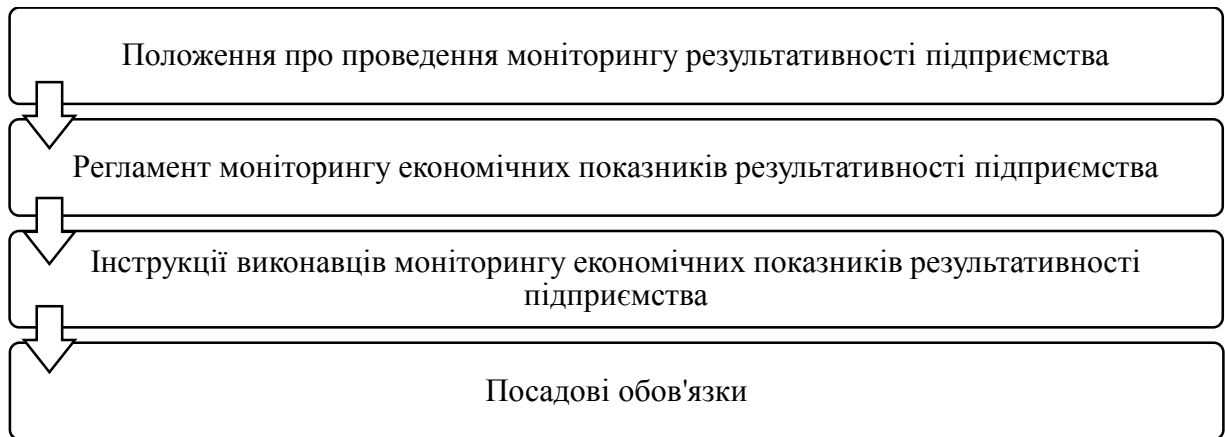 Положення про проведення моніторингу результативності підприємства
Регламент моніторингу економічних показників результативності підприємства
Інструкції виконавців моніторингу економічних показників результативності
підприємства
Посадові обов'язки